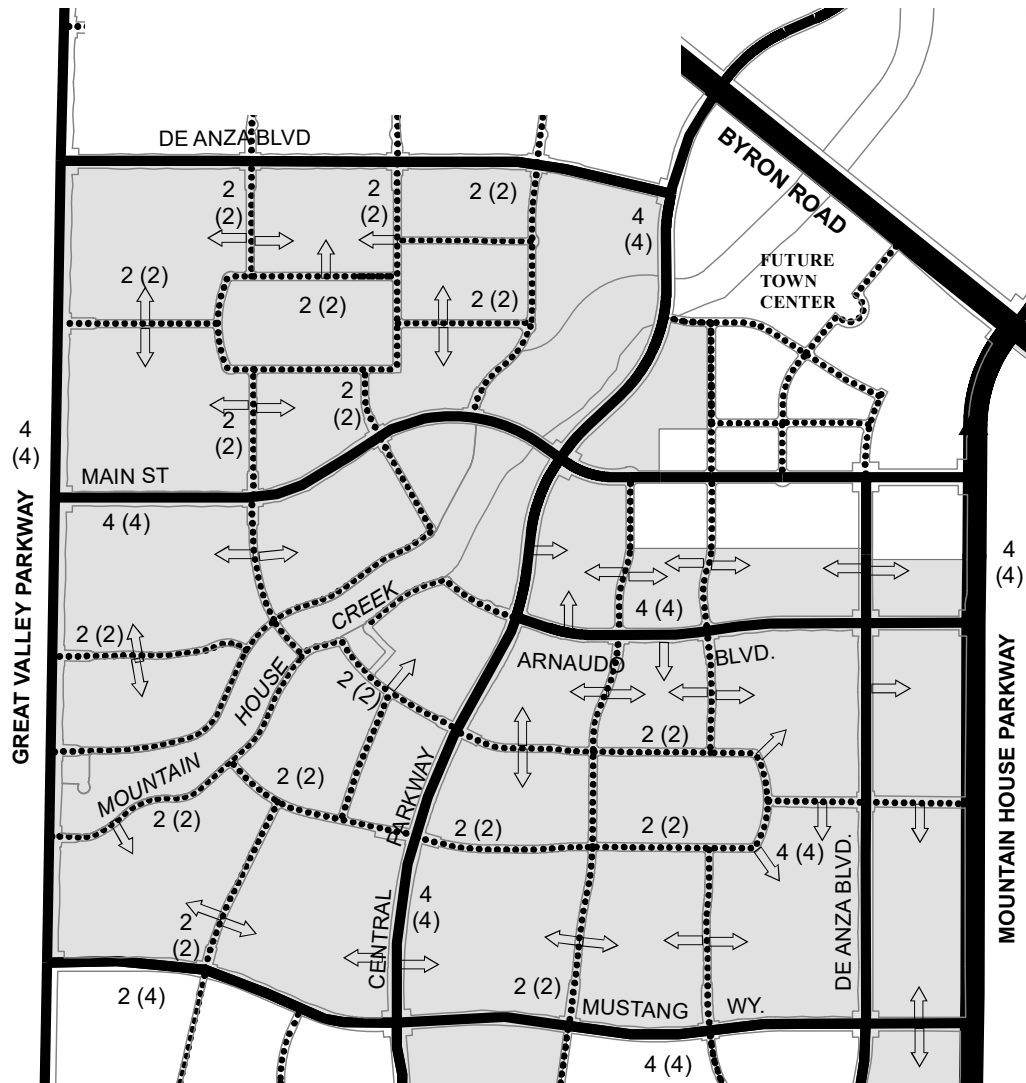 DE ANZA BLVD
BYRON ROAD
2
(2)
2
(2)
2 (2)
4
(4)
FUTURE
TOWN
CENTER
2 (2)
2 (2)
2 (2)
2
(2)
2
(2)
4
(4)
MAIN ST
4 (4)
GREAT VALLEY PARKWAY
4
(4)
CREEK
4 (4)
2 (2)
ARNAUDO
BLVD.
HOUSE
2 (2)
2 (2)
MOUNTAIN
2 (2)
2 (2)
PARKWAY
2 (2)
2 (2)
4 (4)
DE ANZA BLVD.
MOUNTAIN HOUSE PARKWAY
4
(4)
CENTRAL
2
(2)
2 (2)
2 (4)
MUSTANG
WY.
4 (4)